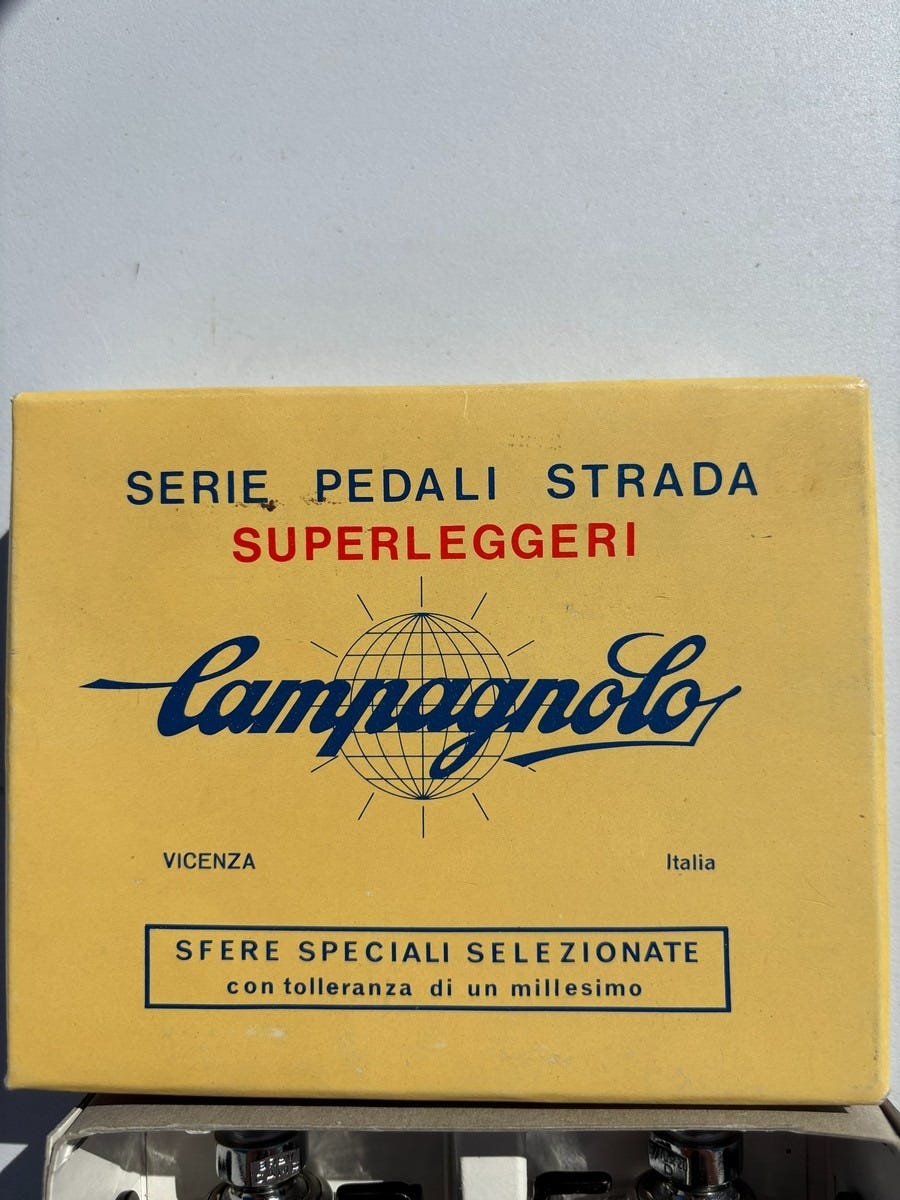 SERIE PEDALI STRADA
SUPERLEGGERI
Campagnolo
VICENZA Italia
SFERE SPECIALI SELEZIONATE
con tolleranza di un millesimo